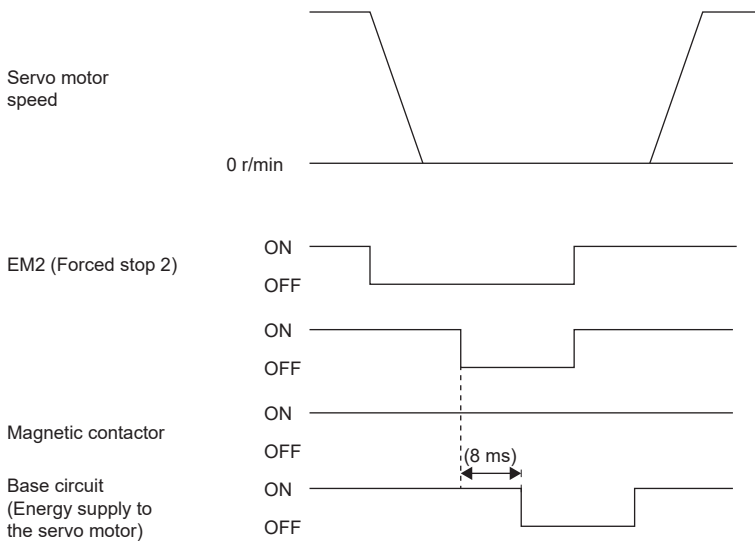 Servo motor
speed
0 r/min
EM2 (Forced stop 2)
ON
OFF
ON
OFF
Magnetic contactor
ON
OFF
(8 ms)
Base circuit
(Energy supply to
the servo motor)
ON
OFF